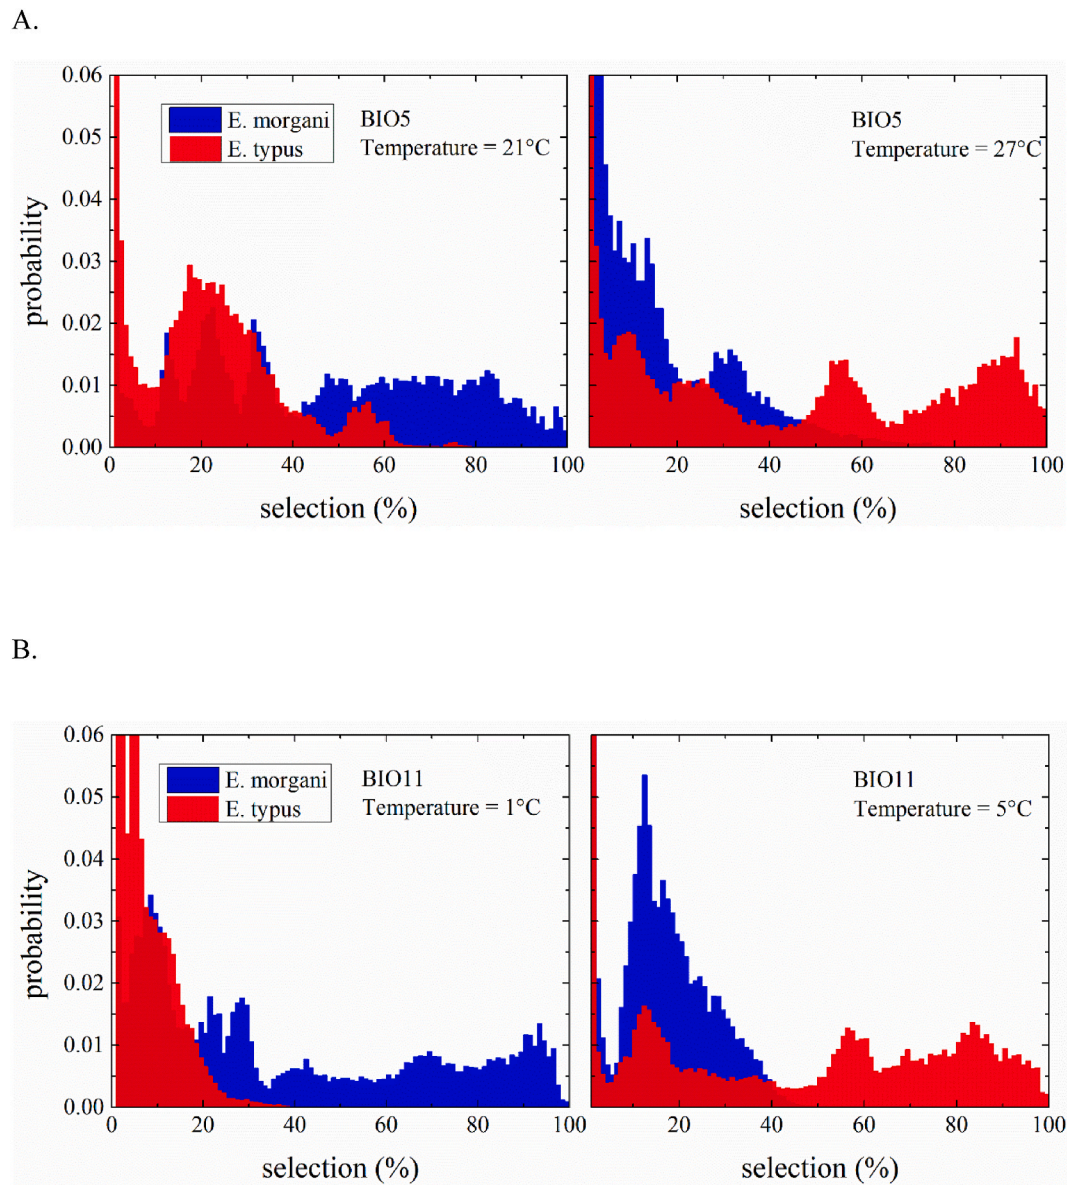 A.
0.06
0.05
0.04
0.03
0.02
0.01
0.00
probability
E. morgani
E. typus
BIO5
Temperature = 21°C
0 20 40 60 80 100
selection (%)
BIO5
Temperature = 27°C
20 40 60 80 100
selection (%)
B.
0.06
0.05
0.04
0.03
0.02
0.01
0.00
probability
E. morgani
E. typus
BIO11
Temperature = 1°C
0 20 40 60 80 100
selection (%)
BIO11
Temperature = 5°C
20 40 60 80 100
selection (%)